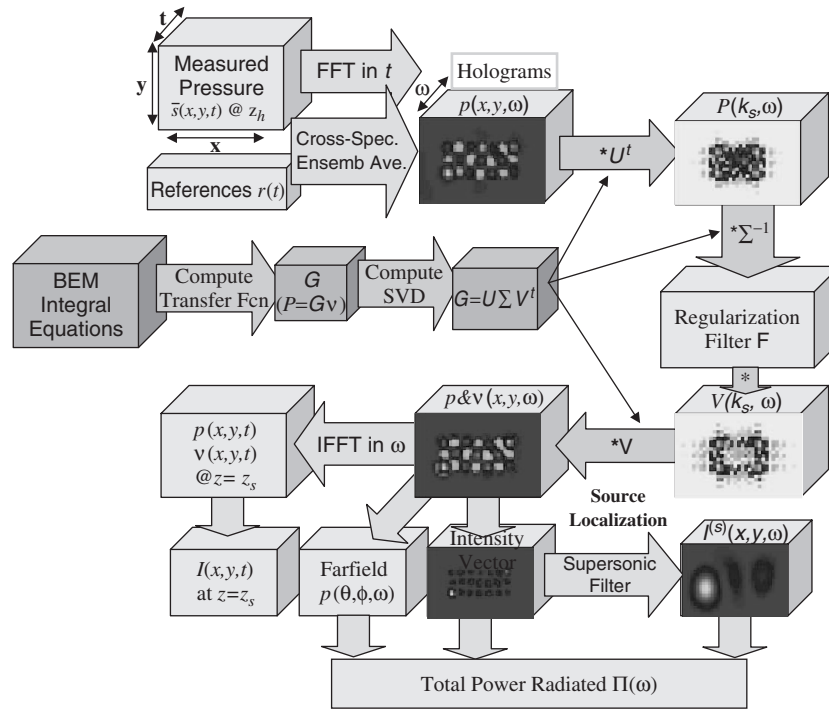 t
y
Measured
Pressure
s̅(x,y,t) @ z_h
x
References r(t)
FFT in t
Cross-Spec.
Ensemb Ave.
ω
Holograms
p(x,y,ω)
*U^t
P(k_s,ω)
*Σ^{-1}
BEM
Integral
Equations
Compute
Transfer Fcn
G
(P=Gν)
Compute
SVD
G=U∑V^t
Regularization
Filter F
*
p(x,y,t)
ν(x,y,t)
@z= z_s
IFFT in ω
p&ν(x,y,ω)
*V
V(k_s, ω)
Source
Localization
I(x,y,t)
at z=z_s
Farfield
p(θ,ϕ,ω)
Intensity
Vector
Supersonic
Filter
I^{(s)}(x,y,ω)
Total Power Radiated Π(ω)